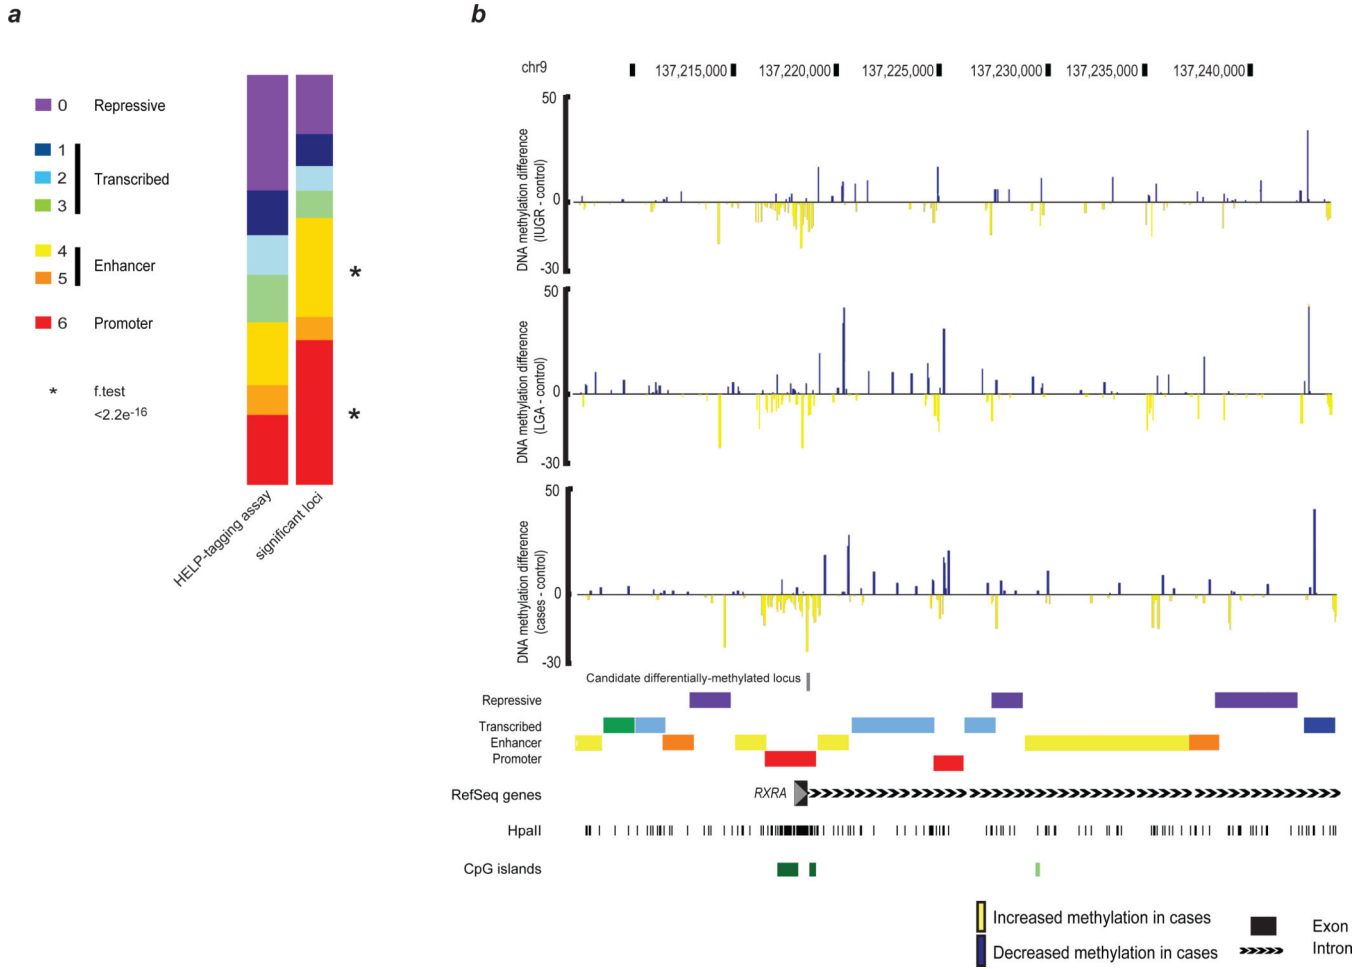 a
b
0 Repressive
1
2 Transcribed
3
4
Enhancer
5
6 Promoter
* f.test
<2.2e-16
*
*
HELP-tagging assay
significant loci
chr9
137,215,000
137,220,000
137,225,000
137,230,000
137,235,000
137,240,000
50
0
-30
DNA methylation difference
(IUGR - control)
50
0
-30
DNA methylation difference
(LGA - control)
50
0
-30
DNA methylation difference
(cases - control)
Candidate differentially-methylated locus
Repressive
Transcribed
Enhancer
Promoter
RefSeq genes
RXRA
HpaII
CpG islands
Increased methylation in cases
Decreased methylation in cases
Exon
Intron